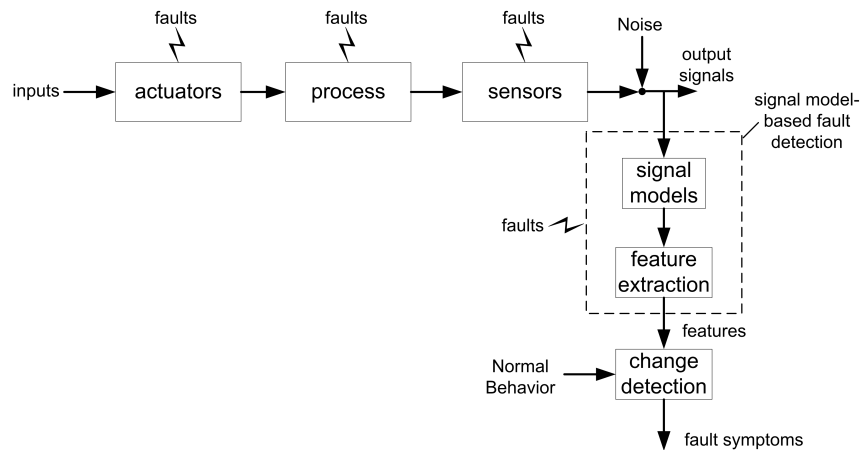 faults
faults
faults
Noise
output
signals
inputs
actuators
process
sensors
signal model-
based fault
detection
signal
models
faults
feature
extraction
features
Normal
Behavior
change
detection
fault symptoms